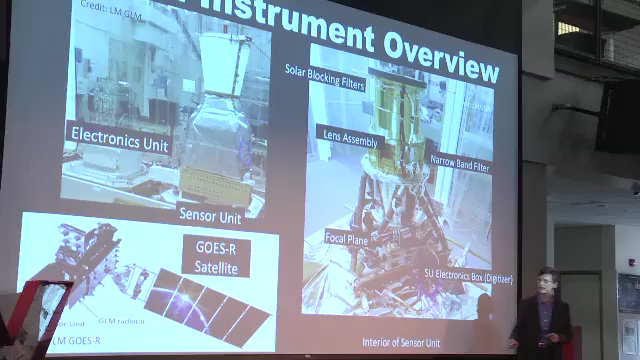 Credit: LM GLM
Instrument Overview
Solar Blocking Filters
Electronics Unit
Lens Assembly
Narrow Band Filter
Sensor Unit
Focal Plane
GOES-R
Satellite
SU Electronics Box (Digitizer)
Unit
GLM radiator
LM GOES-R
Interior of Sensor Unit